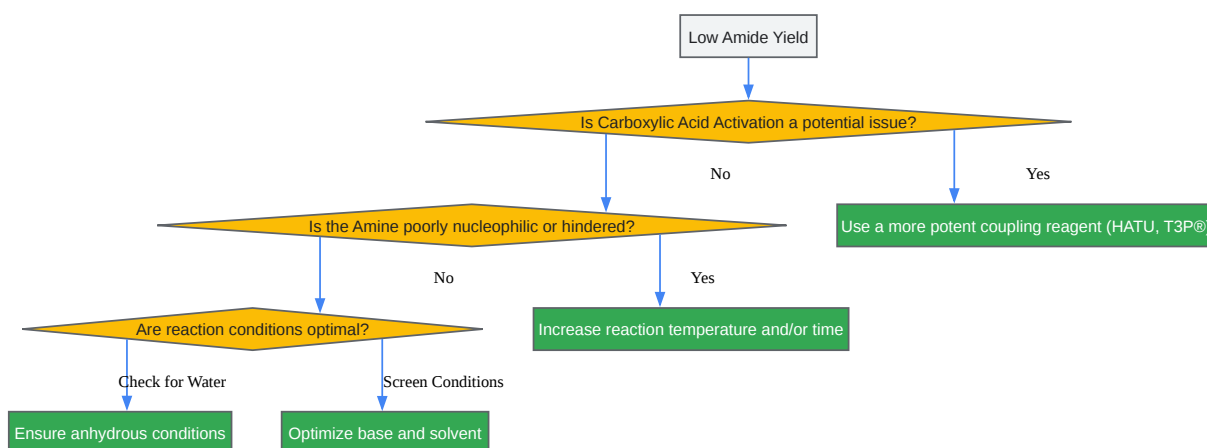 Low Amide Yield
Is Carboxylic Acid Activation a potential issue?
No
Yes
Is the Amine poorly nucleophilic or hindered?
Use a more potent coupling reagent (HATU, T3P®)
No
Yes
Are reaction conditions optimal?
Increase reaction temperature and/or time
Check for Water
Screen Conditions
Ensure anhydrous conditions
Optimize base and solvent